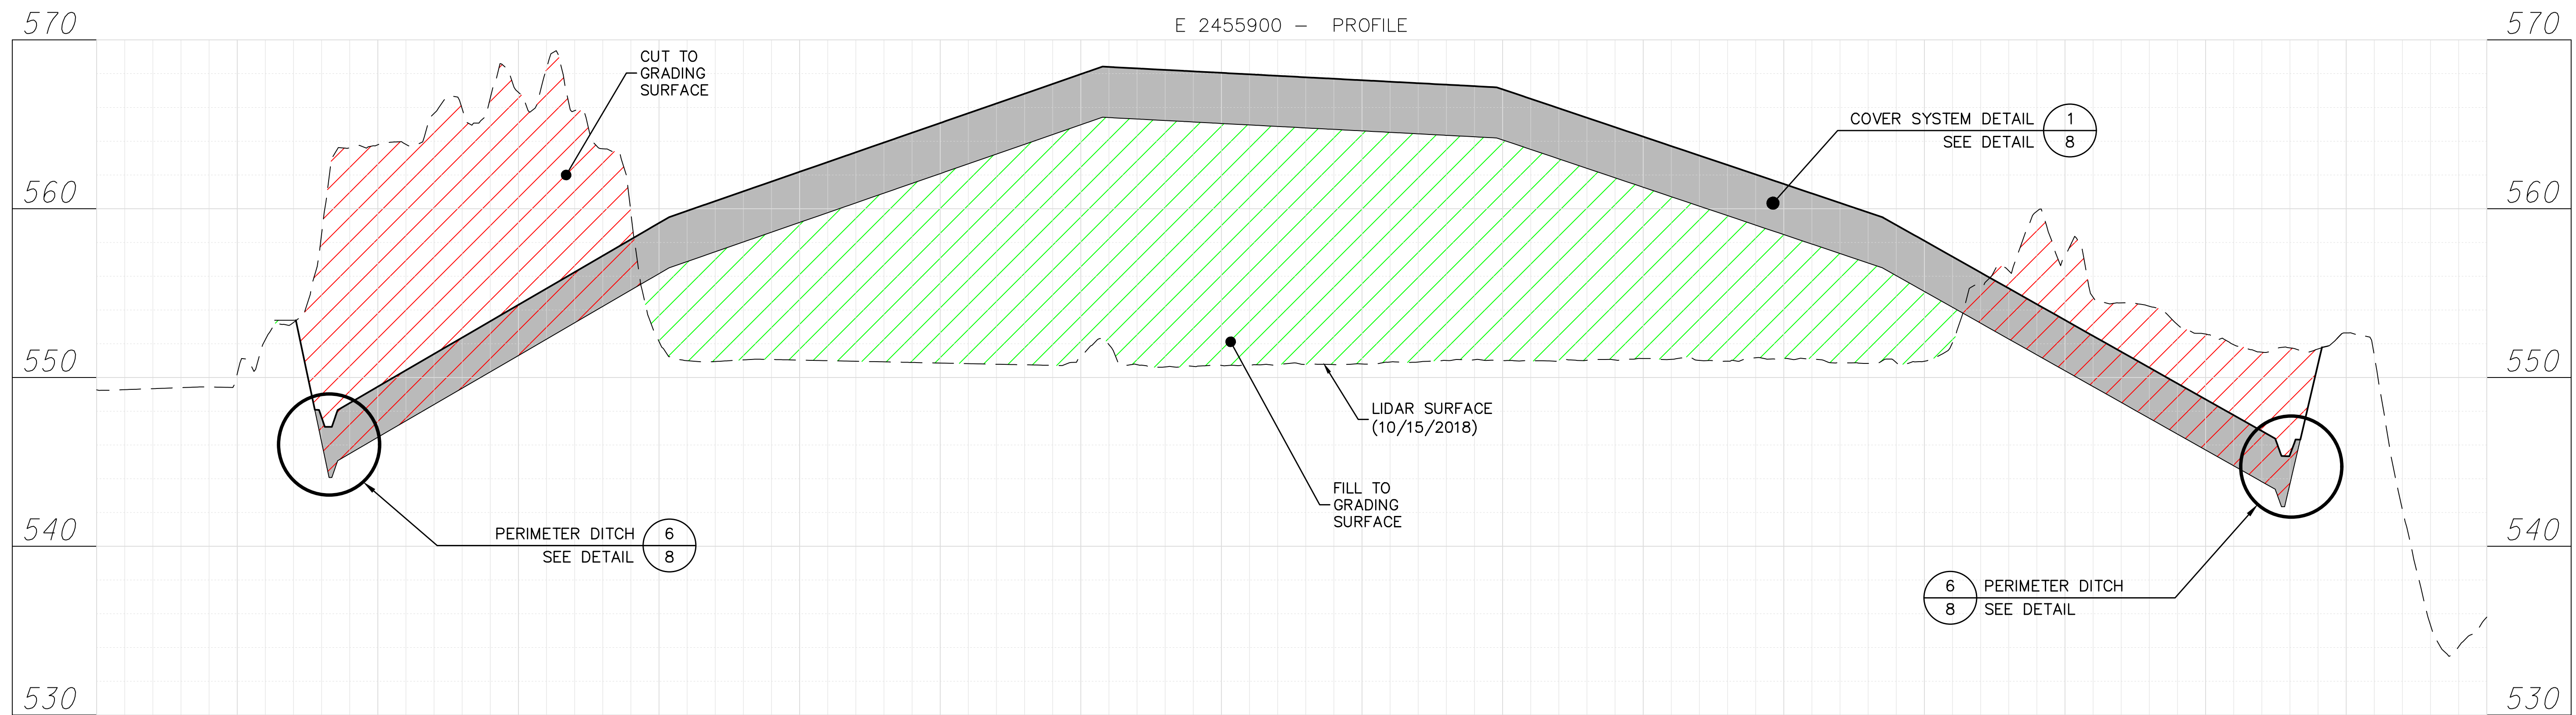 E 2455900 - PROFILE
570
570
CUT TO
GRADING
SURFACE
COVER SYSTEM DETAIL 1
SEE DETAIL 8
560
560
550
550
LIDAR SURFACE
(10/15/2018)
FILL TO
GRADING
SURFACE
PERIMETER DITCH 6
SEE DETAIL 8
540
540
6 PERIMETER DITCH
8 SEE DETAIL
530
530